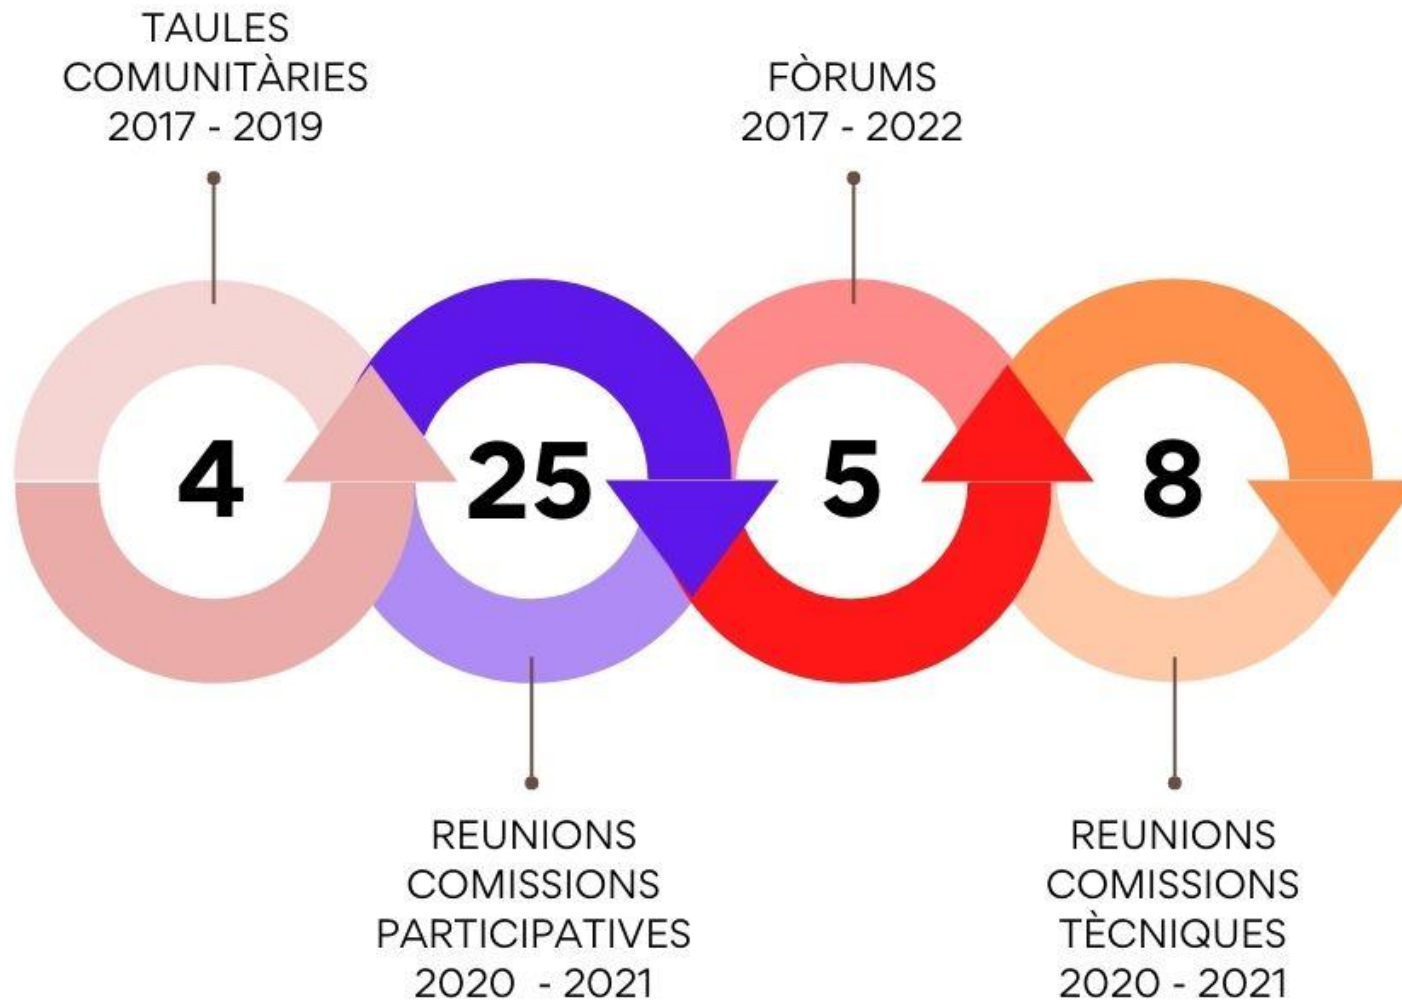 TAULES
COMUNITÀRIES
2017 - 2019
FÒRUMS
2017 - 2022
4
25
5
8
REUNIONS
COMISSIONS
PARTICIPATIVES
2020 - 2021
REUNIONS
COMISSIONS
TÈCNIQUES
2020 - 2021